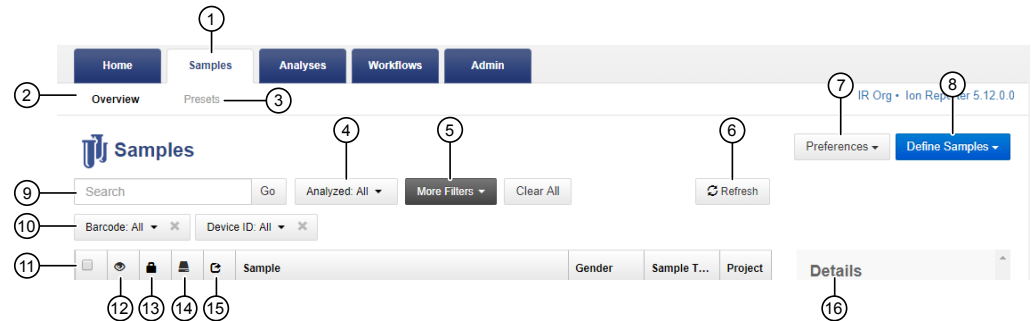 1
Home Samples Analyses Workflows Admin
2 Overview Presets 3 7 8
IR Org • Ion Reporter 5.12.0.0
4 5 6
Samples Preferences Define Samples
9 Search Go Analyzed: All More Filters Clear All Refresh
10 Barcode: All Device ID: All
11 Sample Gender Sample T... Project Details
12 13 14 15 16